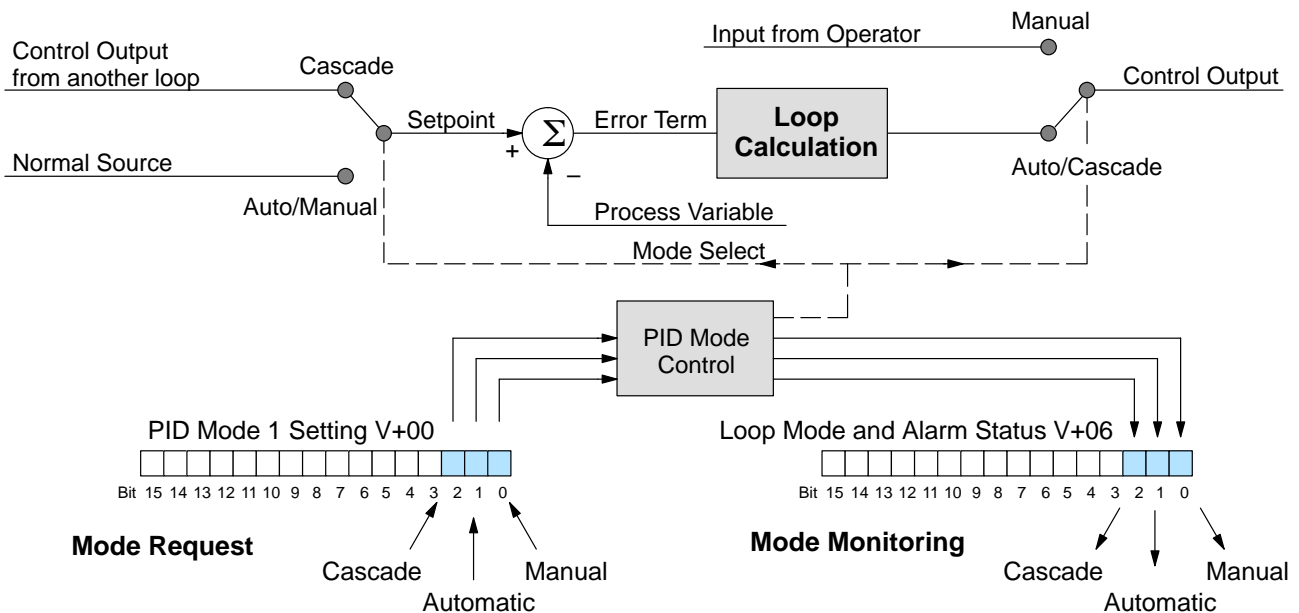 Manual
Input from Operator
Control Output
from another loop
Cascade
Control Output
Setpoint
+
Σ
−
Error Term
Loop
Calculation
Normal Source
Auto/Manual
Auto/Cascade
Process Variable
Mode Select
PID Mode
Control
PID Mode 1 Setting V+00
Bit 15 14 13 12 11 10 9 8 7 6 5 4 3 2 1 0
Mode Request
Cascade
Automatic
Manual
Loop Mode and Alarm Status V+06
Bit 15 14 13 12 11 10 9 8 7 6 5 4 3 2 1 0
Mode Monitoring
Cascade
Automatic
Manual